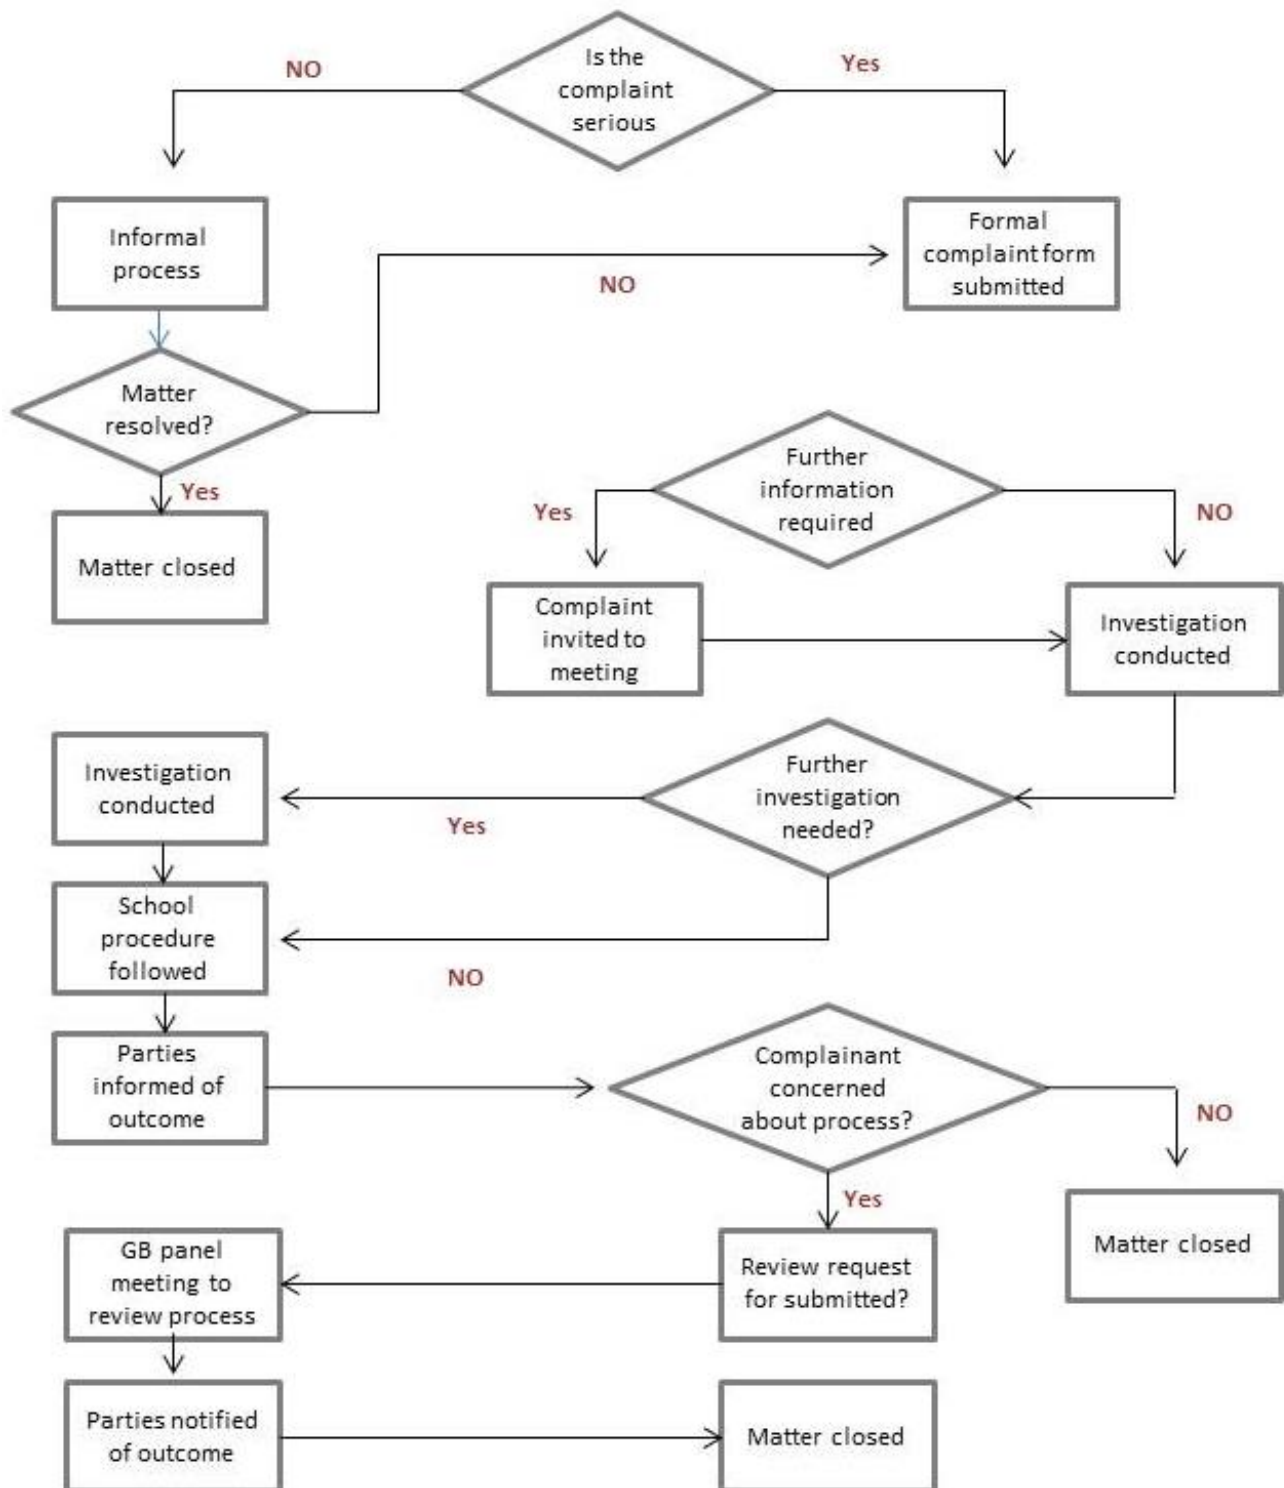 Is the
complaint
serious
NO
Yes
Informal
process
Formal
complaint form
submitted
NO
Matter
resolved?
Yes
Matter closed
Further
information
required
Yes
NO
Complaint
invited to
meeting
Investigation
conducted
Further
investigation
needed?
Yes
Investigation
conducted
NO
School
procedure
followed
Parties
informed of
outcome
Complainant
concerned
about process?
NO
Yes
Matter closed
Review request
for submitted?
GB panel
meeting to
review process
Parties notified
of outcome
Matter closed